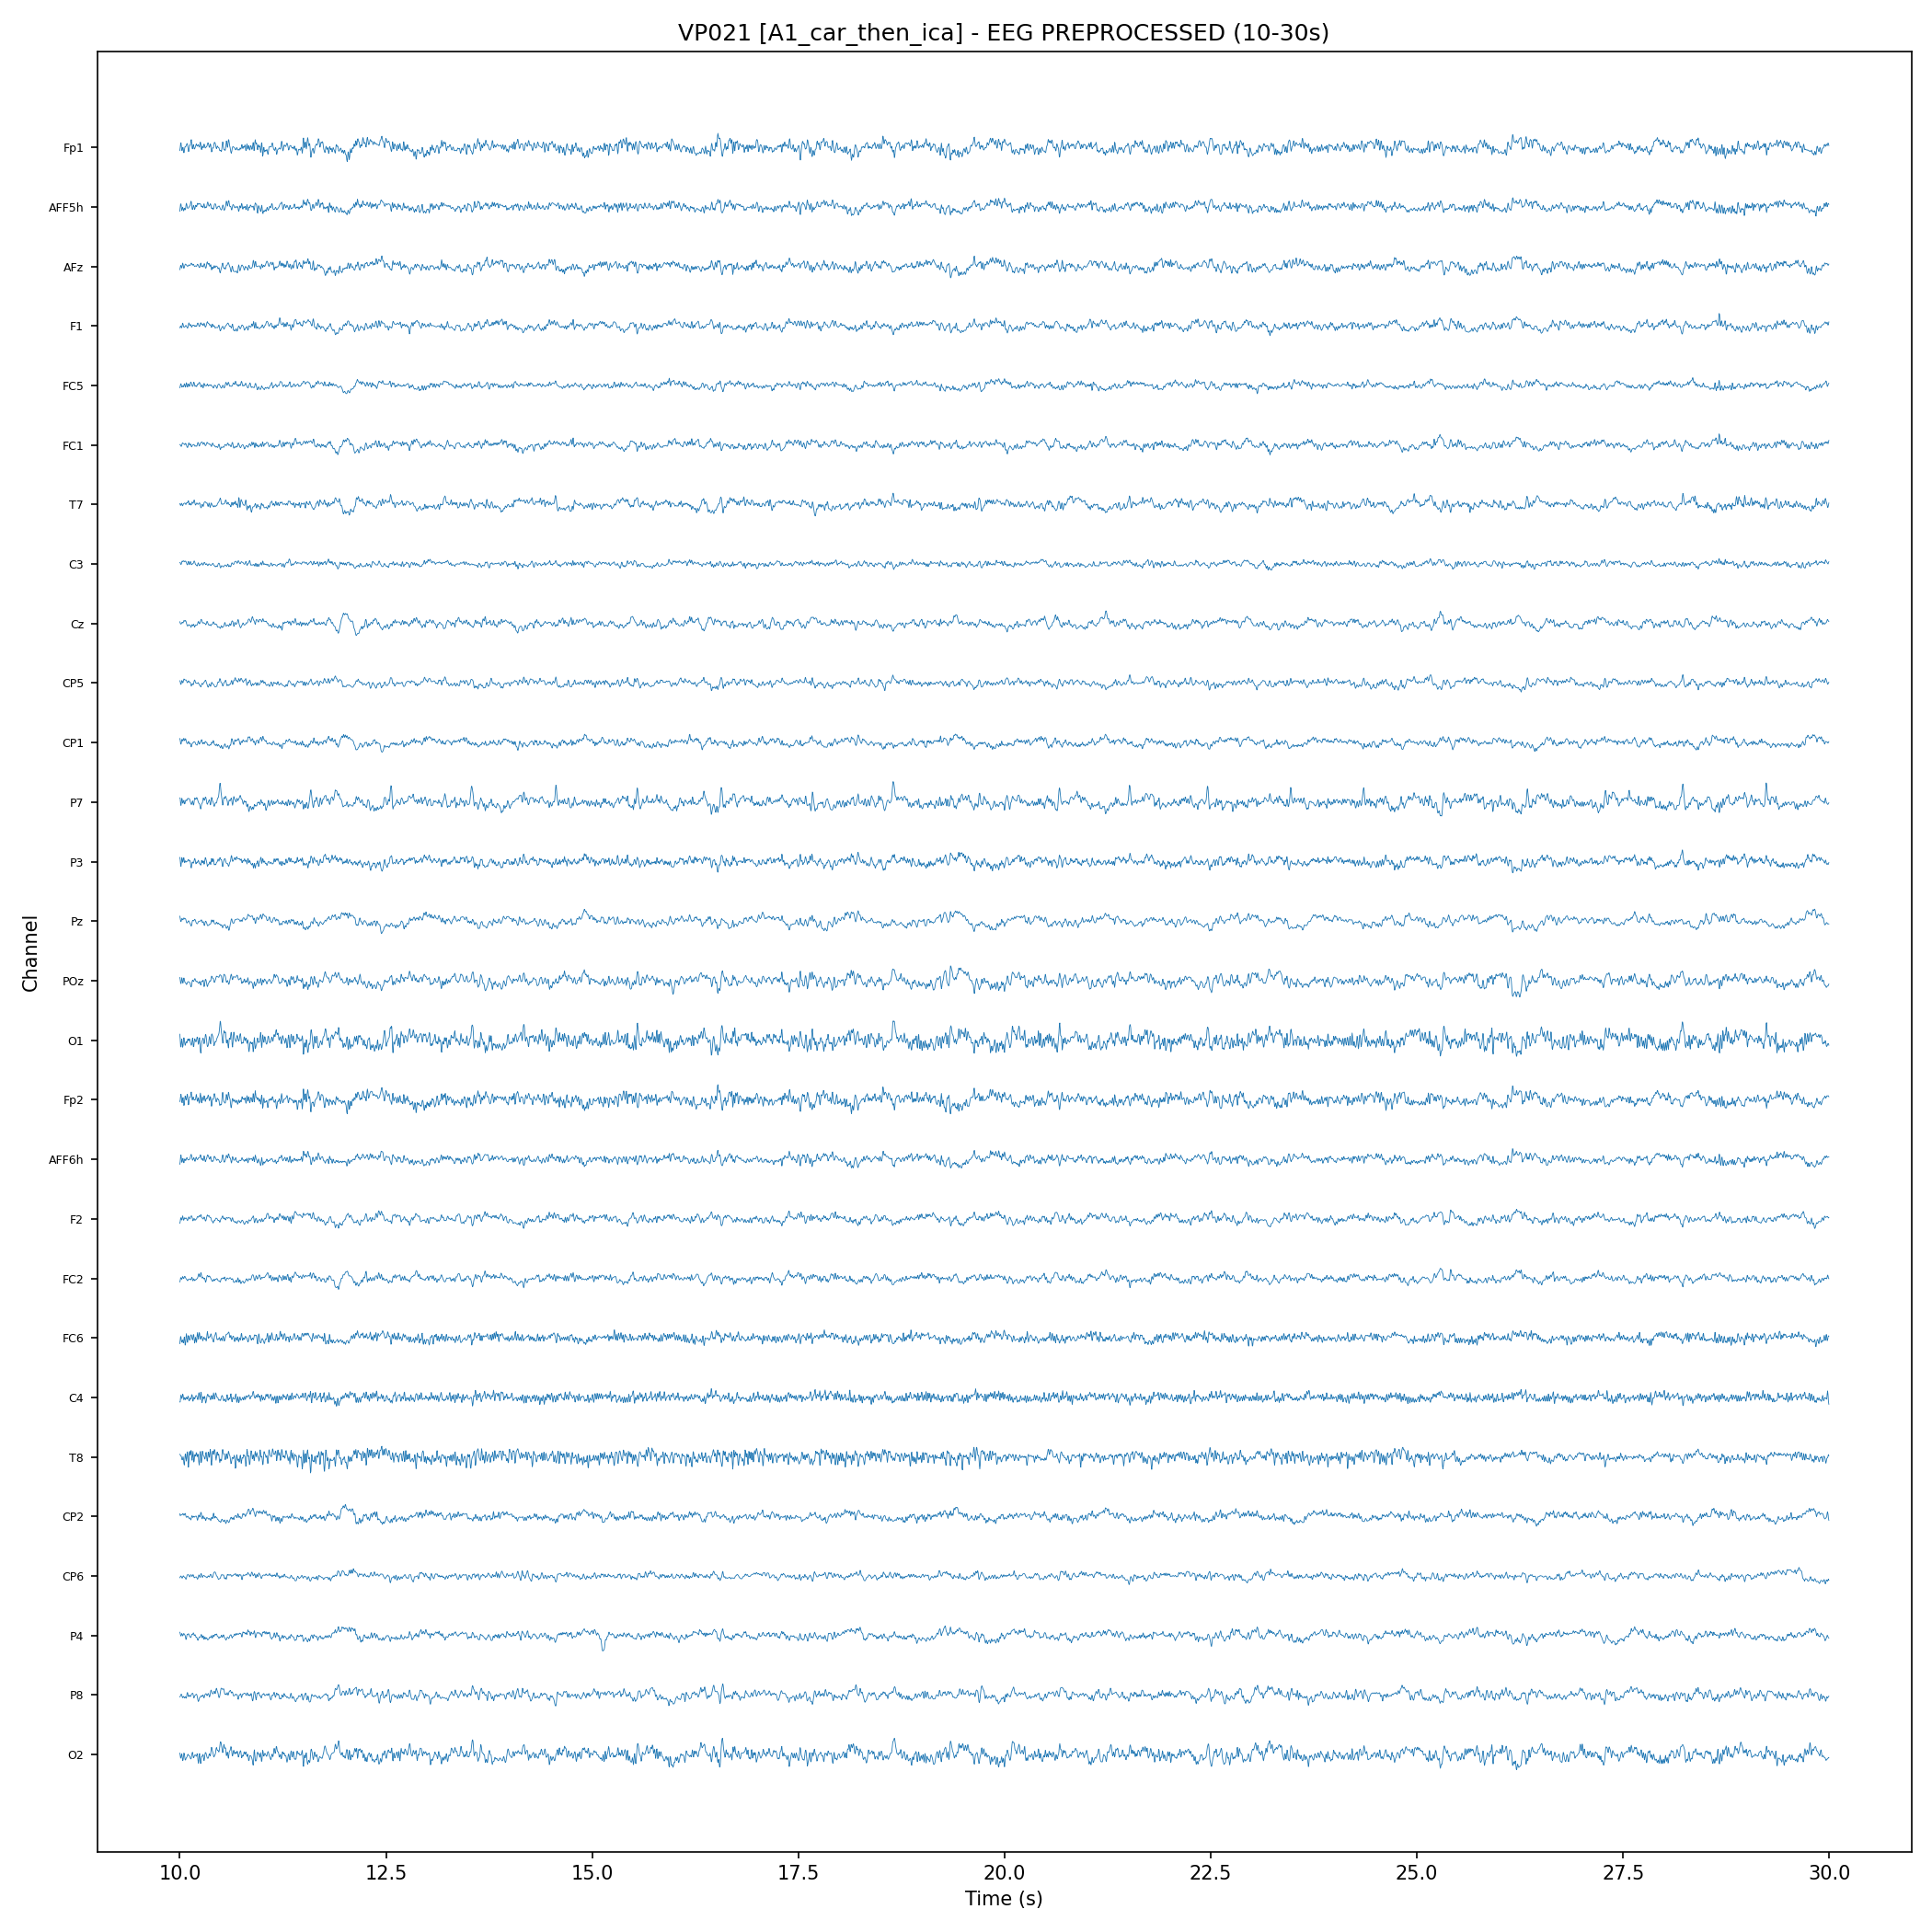 VP021 [A1_car_then_ica] - EEG PREPROCESSED (10-30s)
Fp1
AFF5h
AFz
F1
FC5
FC1
T7
C3
Cz
CP5
CP1
P7
P3
Pz
POz
O1
Fp2
AFF6h
F2
FC2
FC6
C4
T8
CP2
CP6
P4
P8
O2
Channel
10.0 12.5 15.0 17.5 20.0 22.5 25.0 27.5 30.0
Time (s)